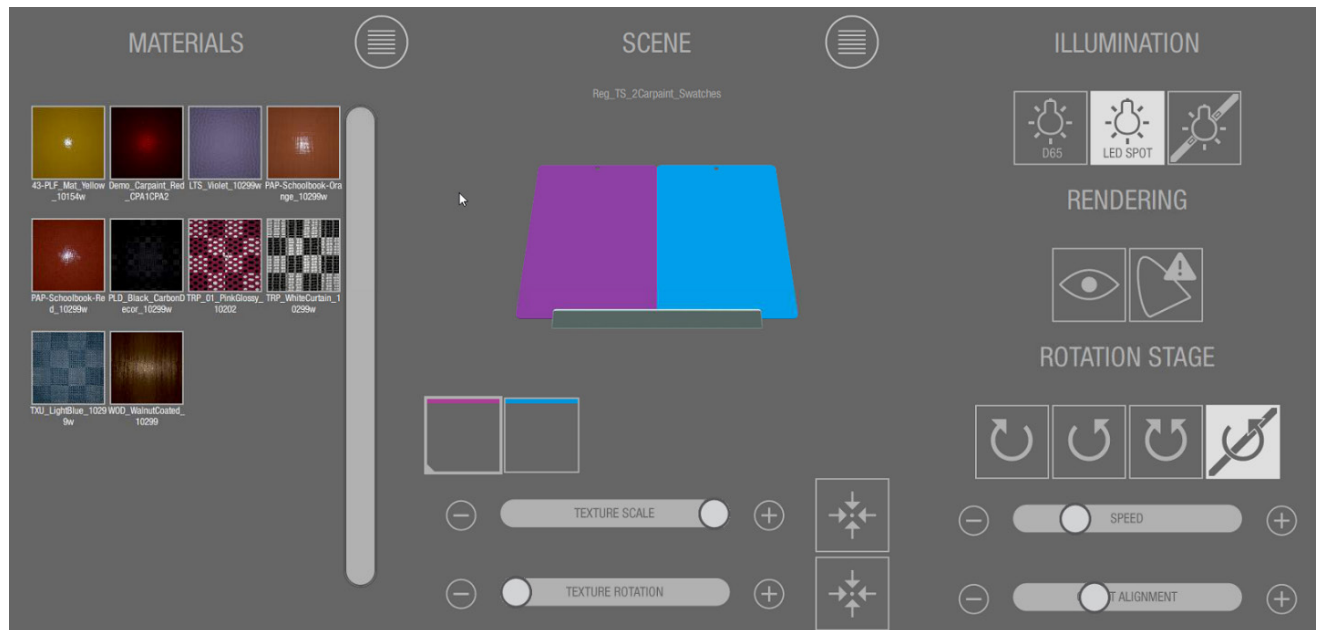 MATERIALS
SCENE
ILLUMINATION
Reg_TS_2Carpaint_Swatches
D65
LED SPOT
43-PLF_Mat_Yellow
_10154w
Demo_Carpaint_Red
_CPA1CPA2
LTS_Violet_10299w
PAP-Schoolbook-Ora
nge_10299w
RENDERING
PAP-Schoolbook-Re
d_10299w
PLD_Black_CarbonD
ecor_10299w
TRP_01_PinkGlossy_
10202
TRP_WhiteCurtain_1
0299w
ROTATION STAGE
TXU_LightBlue_1029
9w
WOD_WalnutCoated_
10299
TEXTURE SCALE
SPEED
TEXTURE ROTATION
T ALIGNMENT